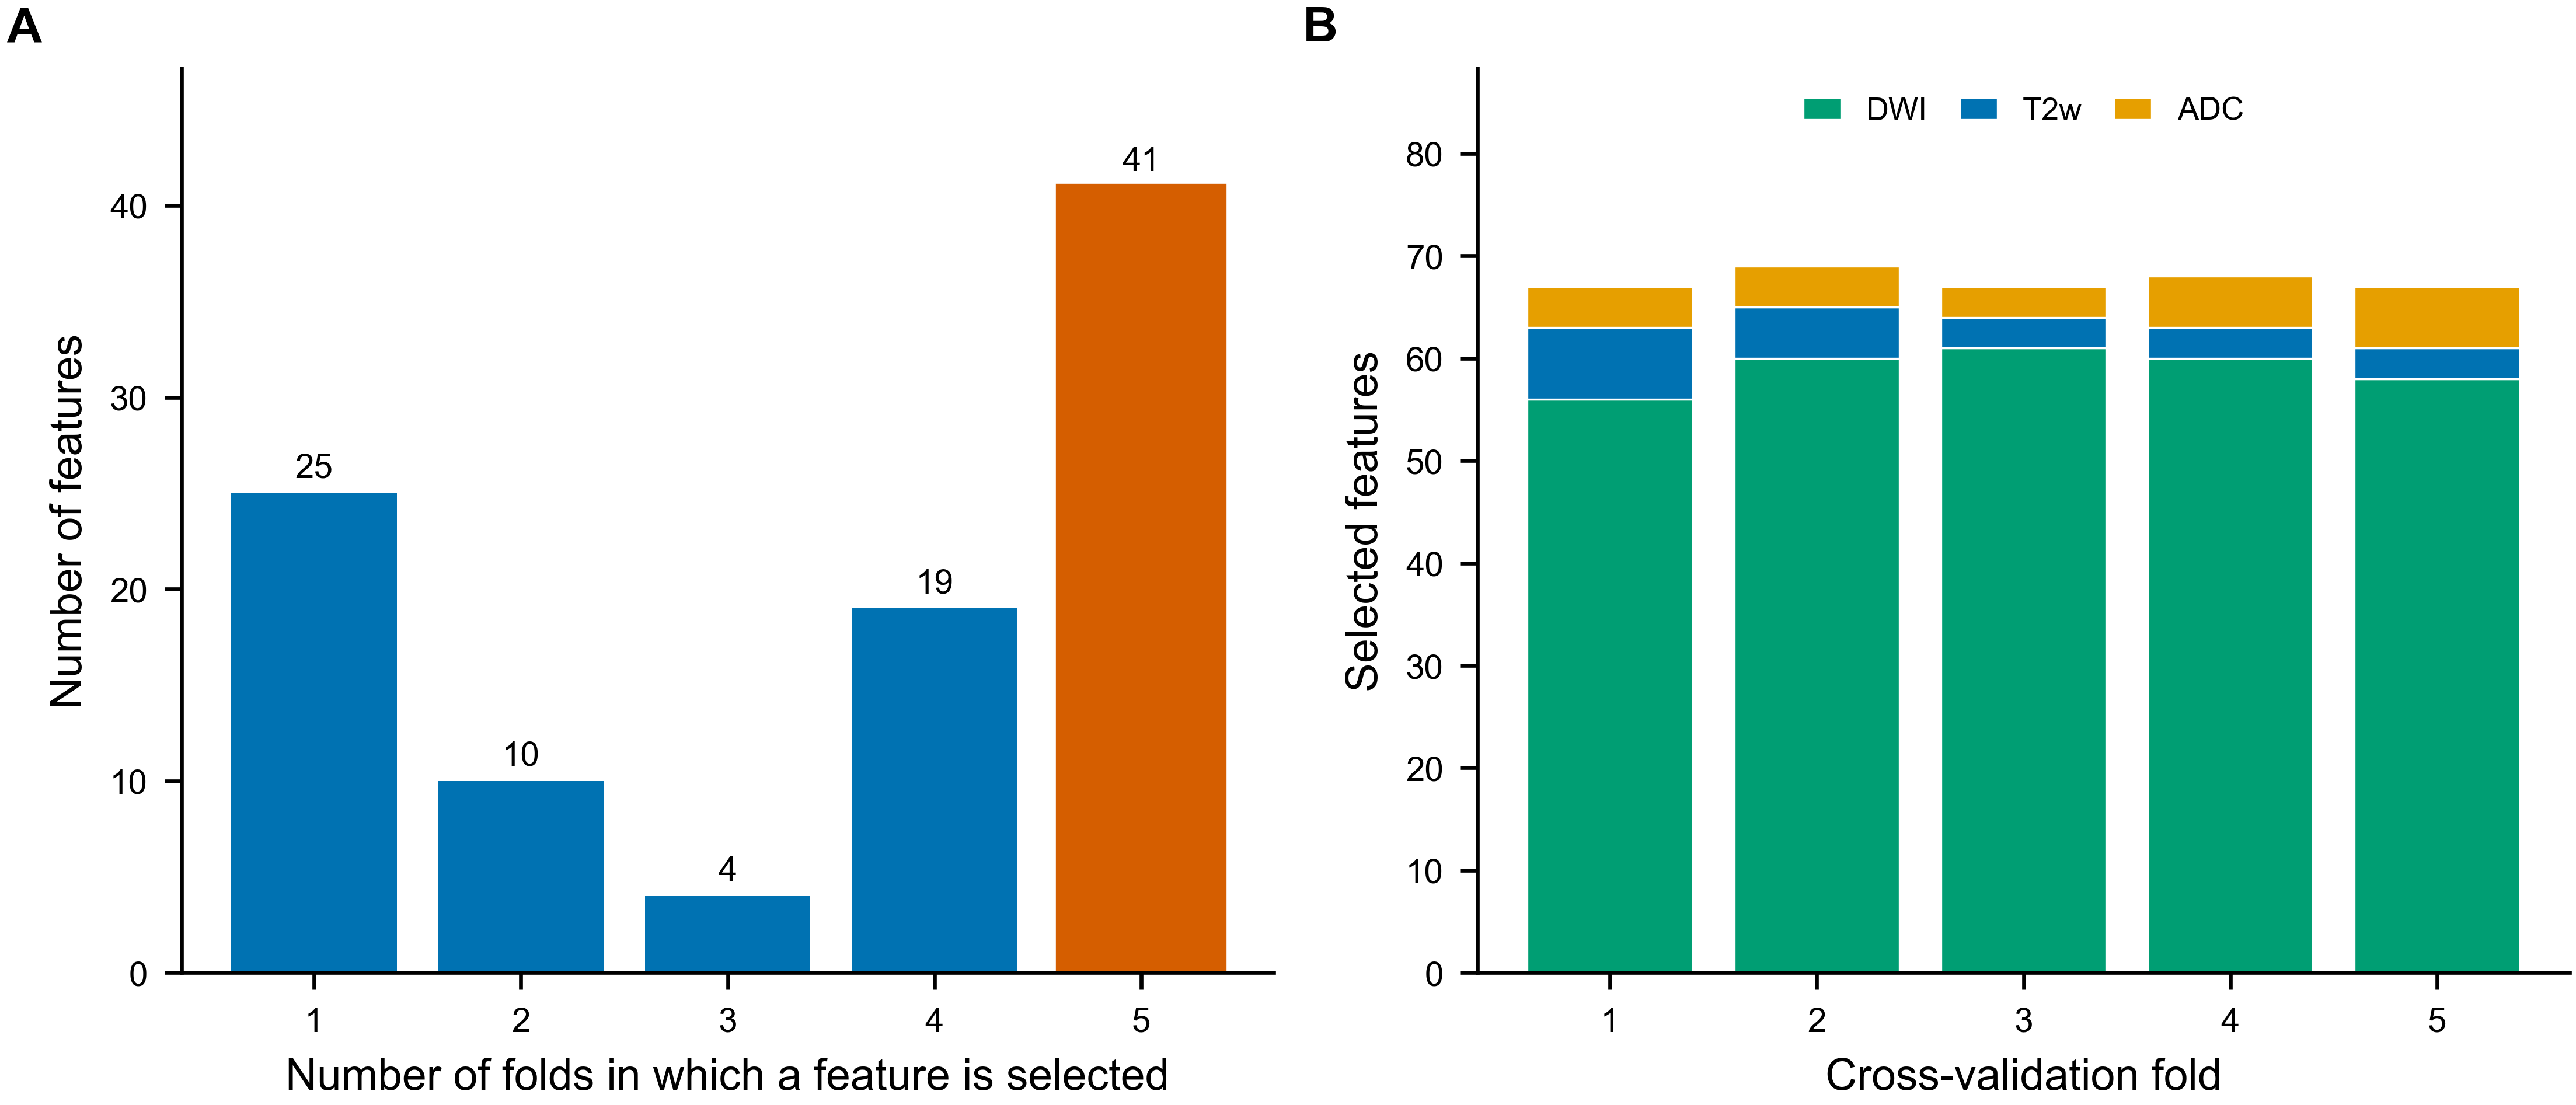 A
Number of features
40
30
20
10
0
25
10
4
19
41
1 2 3 4 5
Number of folds in which a feature is selected
B
DWI T2w ADC
Selected features
80
70
60
50
40
30
20
10
0
1 2 3 4 5
Cross-validation fold